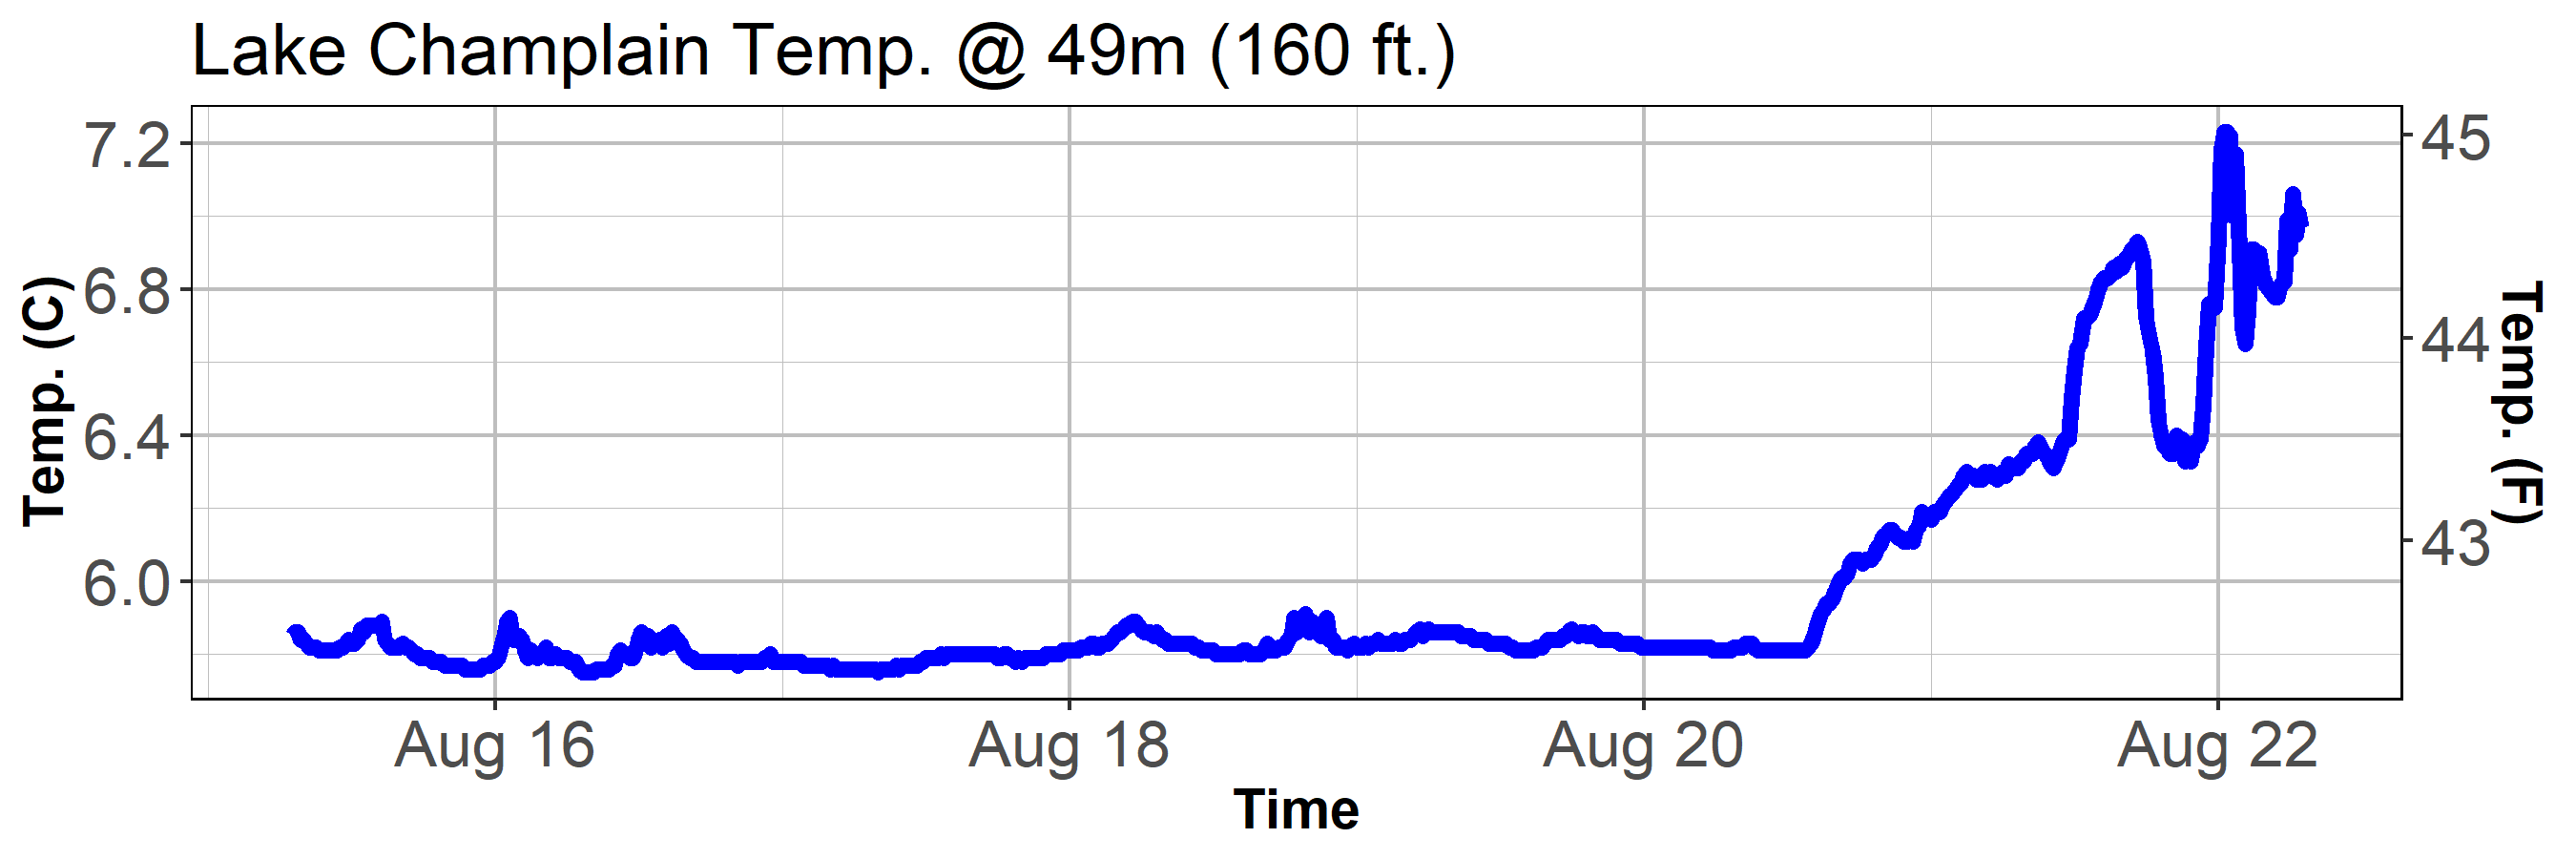 Lake Champlain Temp. @ 49m (160 ft.)
7.2
6.8
6.4
6.0
Temp. (C)
45
44
43
Temp. (F)
Aug 16
Aug 18
Aug 20
Aug 22
Time